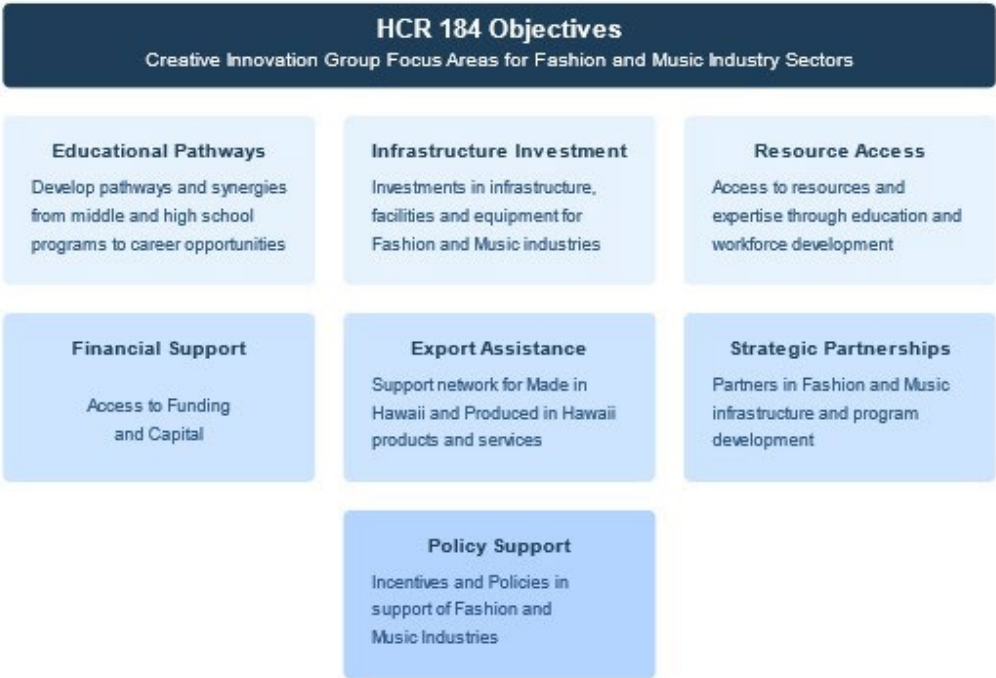 HCR 184 Objectives
Creative Innovation Group Focus Areas for Fashion and Music Industry Sectors
Educational Pathways
Develop pathways and synergies
from middle and high school
programs to career opportunities
Infrastructure Investment
Investments in infrastructure,
facilities and equipment for
Fashion and Music industries
Resource Access
Access to resources and
expertise through education and
workforce development
Financial Support
Access to Funding
and Capital
Export Assistance
Support network for Made in
Hawaii and Produced in Hawaii
products and services
Strategic Partnerships
Partners in Fashion and Music
infrastructure and program
development
Policy Support
Incentives and Policies in
support of Fashion and
Music Industries